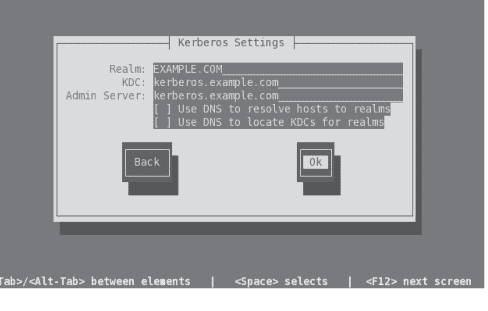 Kerberos Settings
Realm: EXAMPLE.COM
KDC: kerberos.example.com
Admin Server: kerberos.example.com
[ ] Use DNS to resolve hosts to realms
[ ] Use DNS to locate KDCs for realms
Back Ok
Tab>/<Alt-Tab> between elements | <Space> selects | <F12> next screen